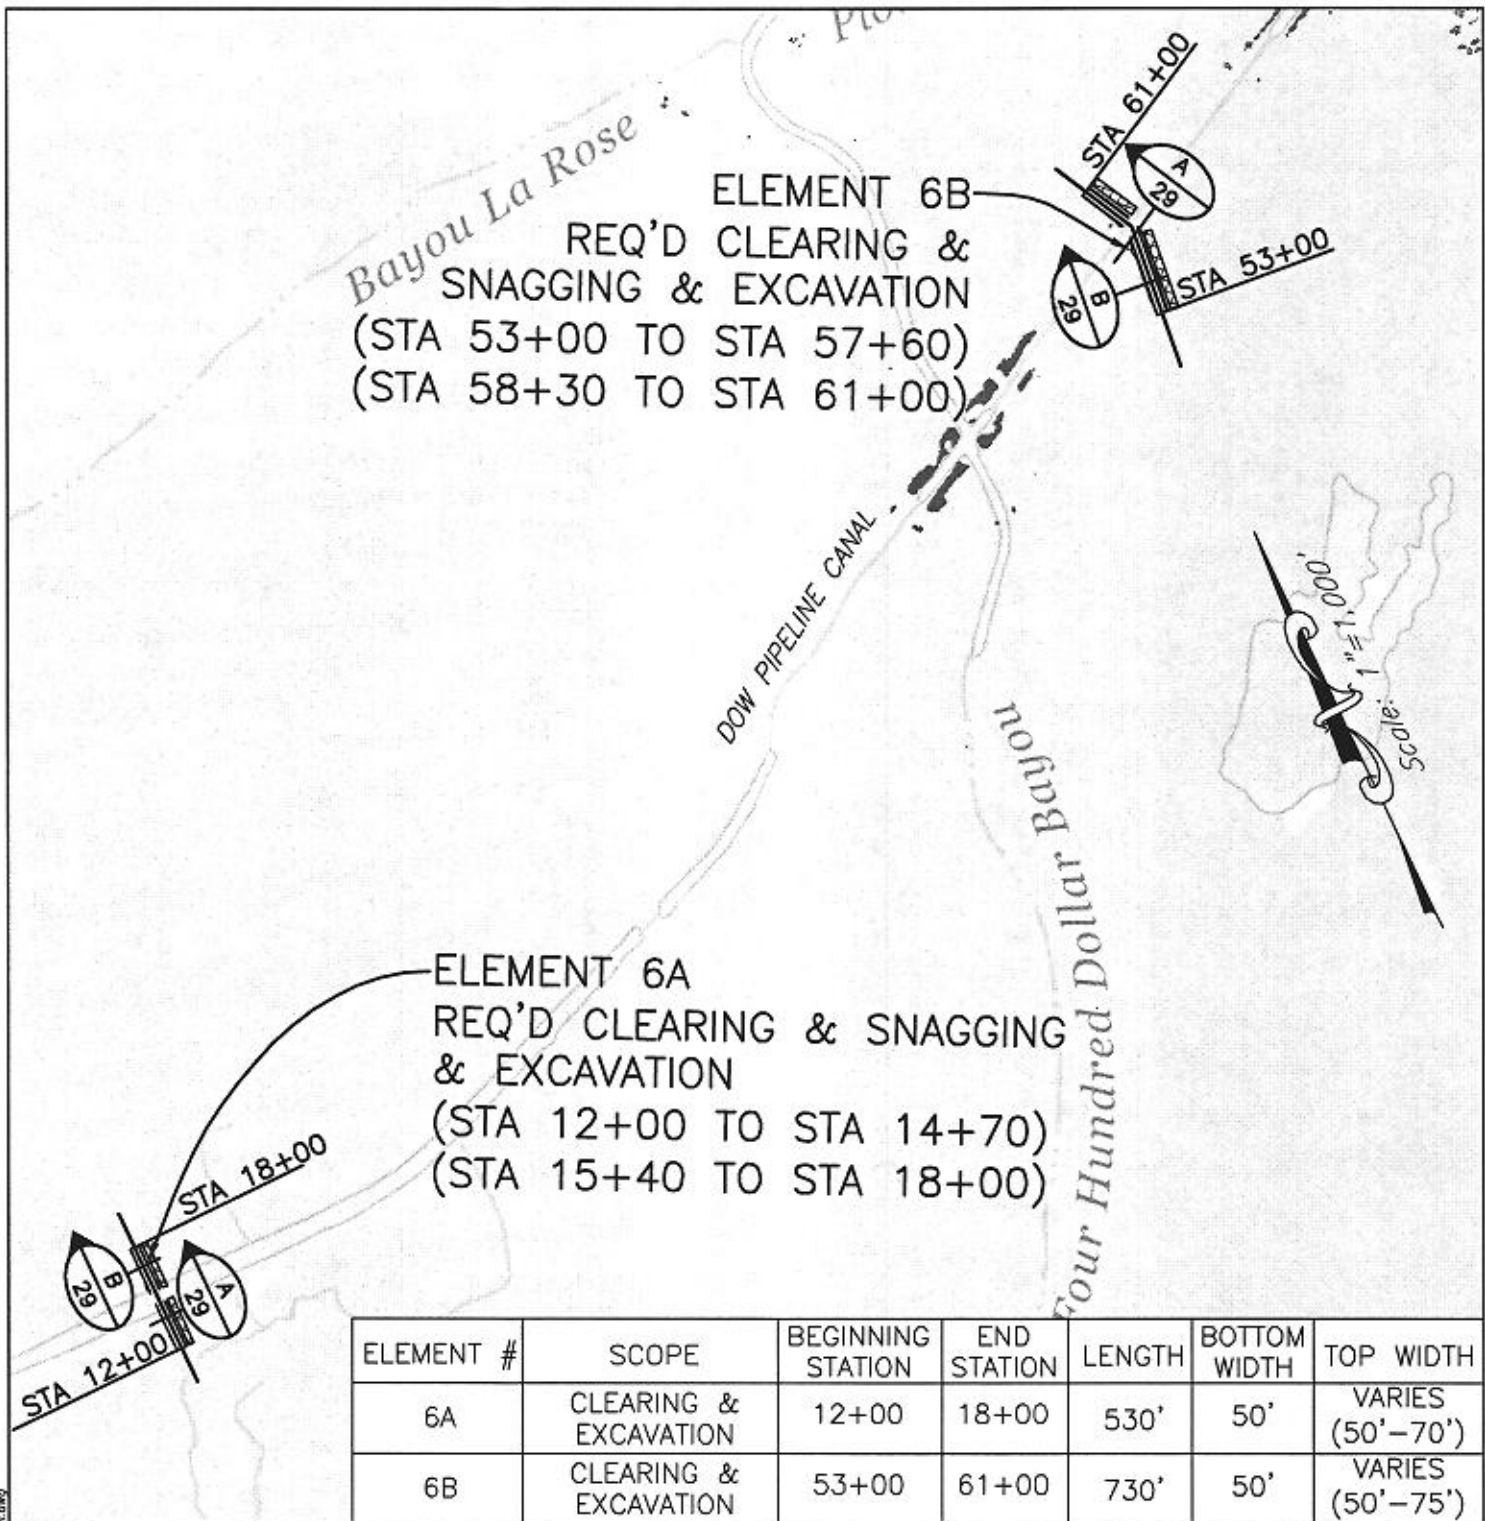 Bayou La Rose
STA 61+00
A
29
ELEMENT 6B
REQ'D CLEARING &
SNAGGING & EXCAVATION
(STA 53+00 TO STA 57+60)
(STA 58+30 TO STA 61+00)
B
29
STA 53+00
DOW PIPELINE CANAL
Scale: 1"=1,000'
Four Hundred Dollar Bayou
ELEMENT 6A
REQ'D CLEARING & SNAGGING
& EXCAVATION
(STA 12+00 TO STA 14+70)
(STA 15+40 TO STA 18+00)
STA 18+00
B
29
A
29
STA 12+00
ELEMENT # SCOPE BEGINNING STATION END STATION LENGTH BOTTOM WIDTH TOP WIDTH
6A CLEARING & EXCAVATION 12+00 18+00 530' 50' VARIES (50'-70')
6B CLEARING & EXCAVATION 53+00 61+00 730' 50' VARIES (50'-75')